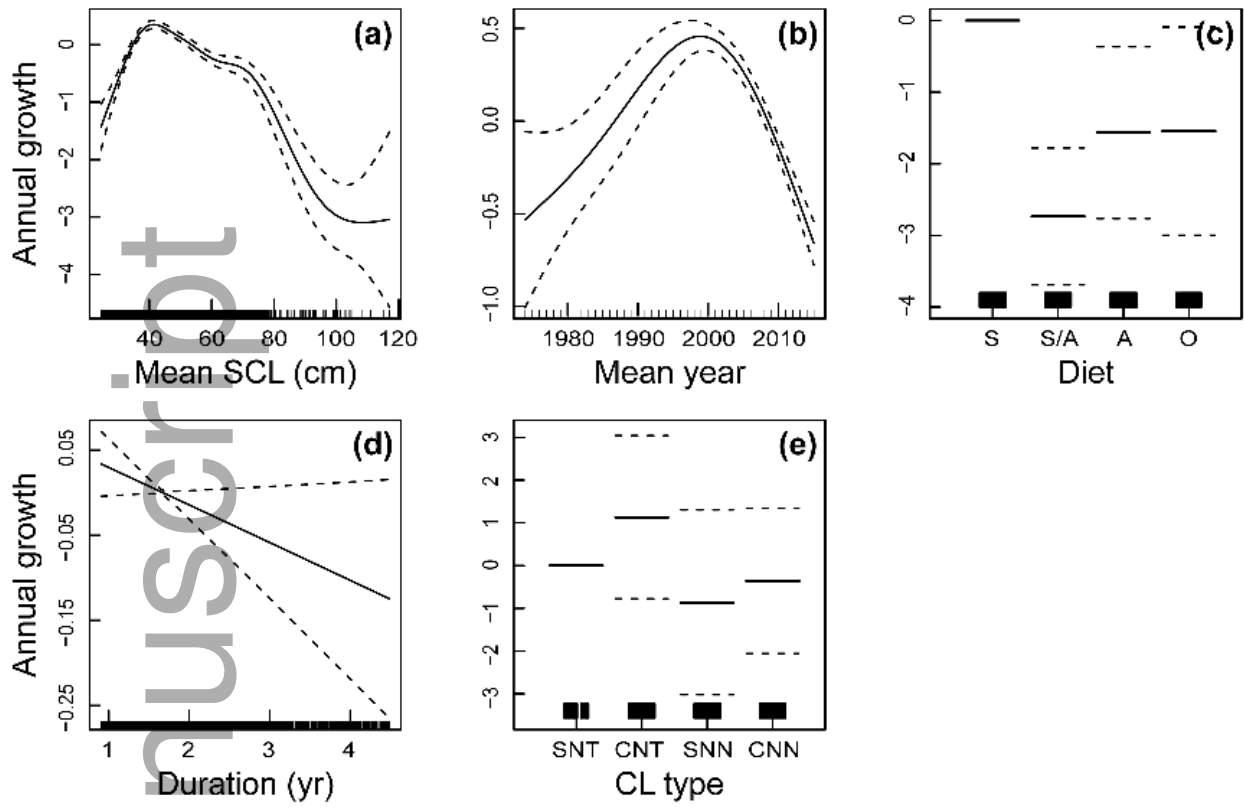 (a)
Annual growth
0
−1
−2
−3
−4
40
60
80
100
120
Mean SCL (cm)
(b)
0.5
0.0
−0.5
−1.0
1980
1990
2000
2010
Mean year
(c)
0
−1
−2
−3
−4
S
S/A
A
O
Diet
(d)
Annual growth
0.05
−0.05
−0.15
−0.25
1
2
3
4
Duration (yr)
(e)
3
2
1
0
−1
−2
−3
SNT
CNT
SNN
CNN
CL type
nuscript